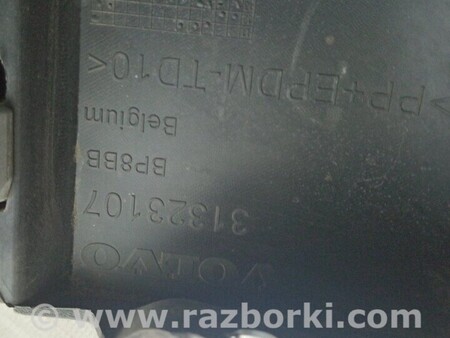 VOLVO
31323107
BP8BB
Belgium
>PP+EPDM-TD10<
www.razborki.com